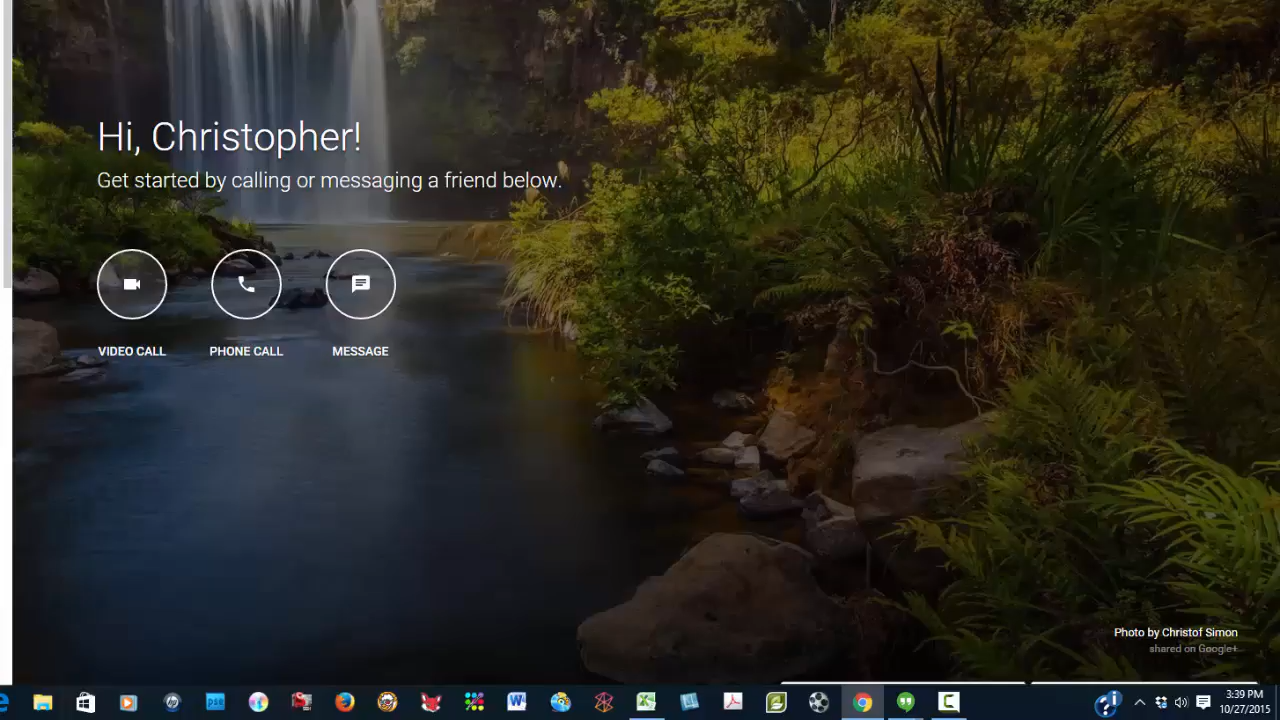 Hi, Christopher!
Get started by calling or messaging a friend below.
VIDEO CALL
PHONE CALL
MESSAGE
Photo by Christof Simon
shared on Google+
3:39 PM
10/27/2015